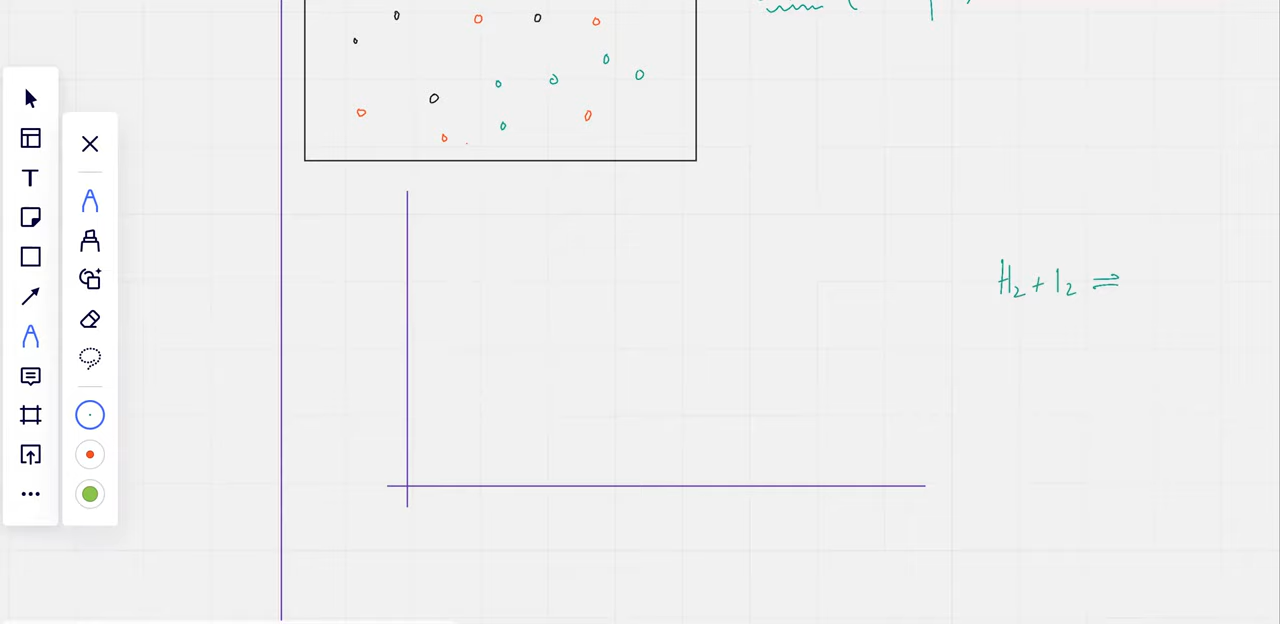 H₂ + I₂ ⇌